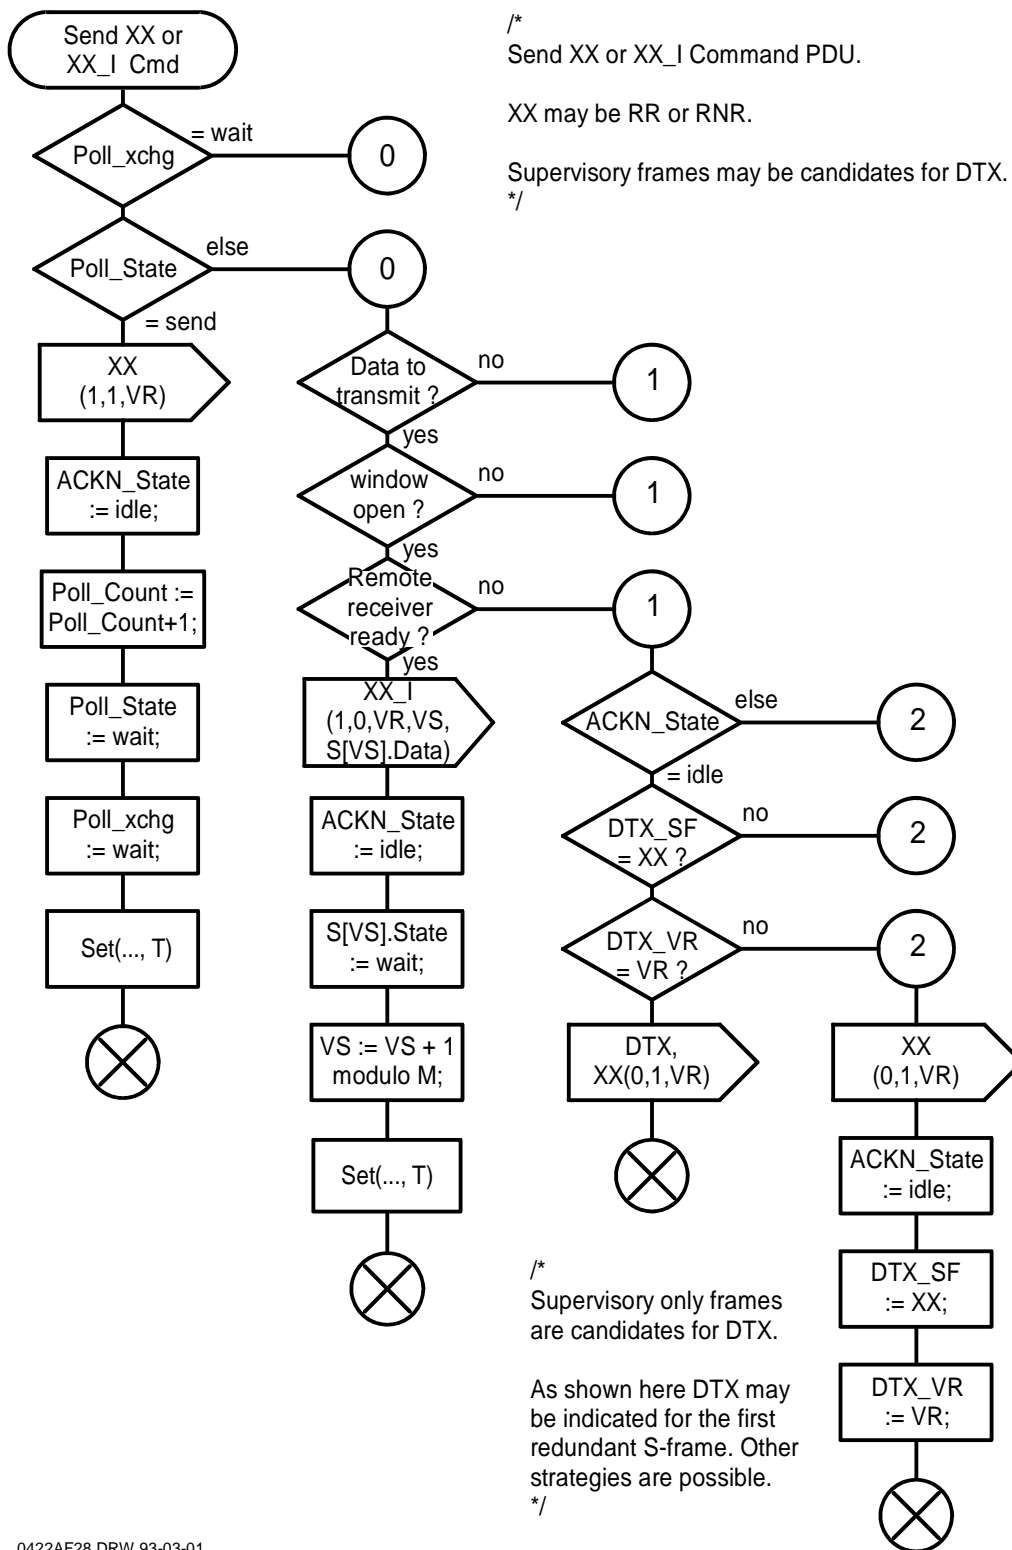 Send XX or
XX_I Cmd
/*
Send XX or XX_I Command PDU.
XX may be RR or RNR.
Supervisory frames may be candidates for DTX.
*/
Poll_xchg
= wait
0
Poll_State
else
0
= send
XX
(1,1,VR)
ACKN_State
:= idle;
Poll_Count :=
Poll_Count+1;
Poll_State
:= wait;
Poll_xchg
:= wait;
Set(..., T)
Data to
transmit ?
no
1
yes
window
open ?
no
1
yes
Remote
receiver
ready ?
no
1
yes
XX_I
(1,0,VR,VS,
S[VS].Data)
ACKN_State
:= idle;
S[VS].State
:= wait;
VS := VS + 1
modulo M;
Set(..., T)
ACKN_State
else
2
= idle
DTX_SF
= XX ?
no
2
DTX_VR
= VR ?
no
2
DTX,
XX(0,1,VR)
XX
(0,1,VR)
ACKN_State
:= idle;
DTX_SF
:= XX;
DTX_VR
:= VR;
/*
Supervisory only frames
are candidates for DTX.
As shown here DTX may
be indicated for the first
redundant S-frame. Other
strategies are possible.
*/
0422AF28.DRW 93-03-01